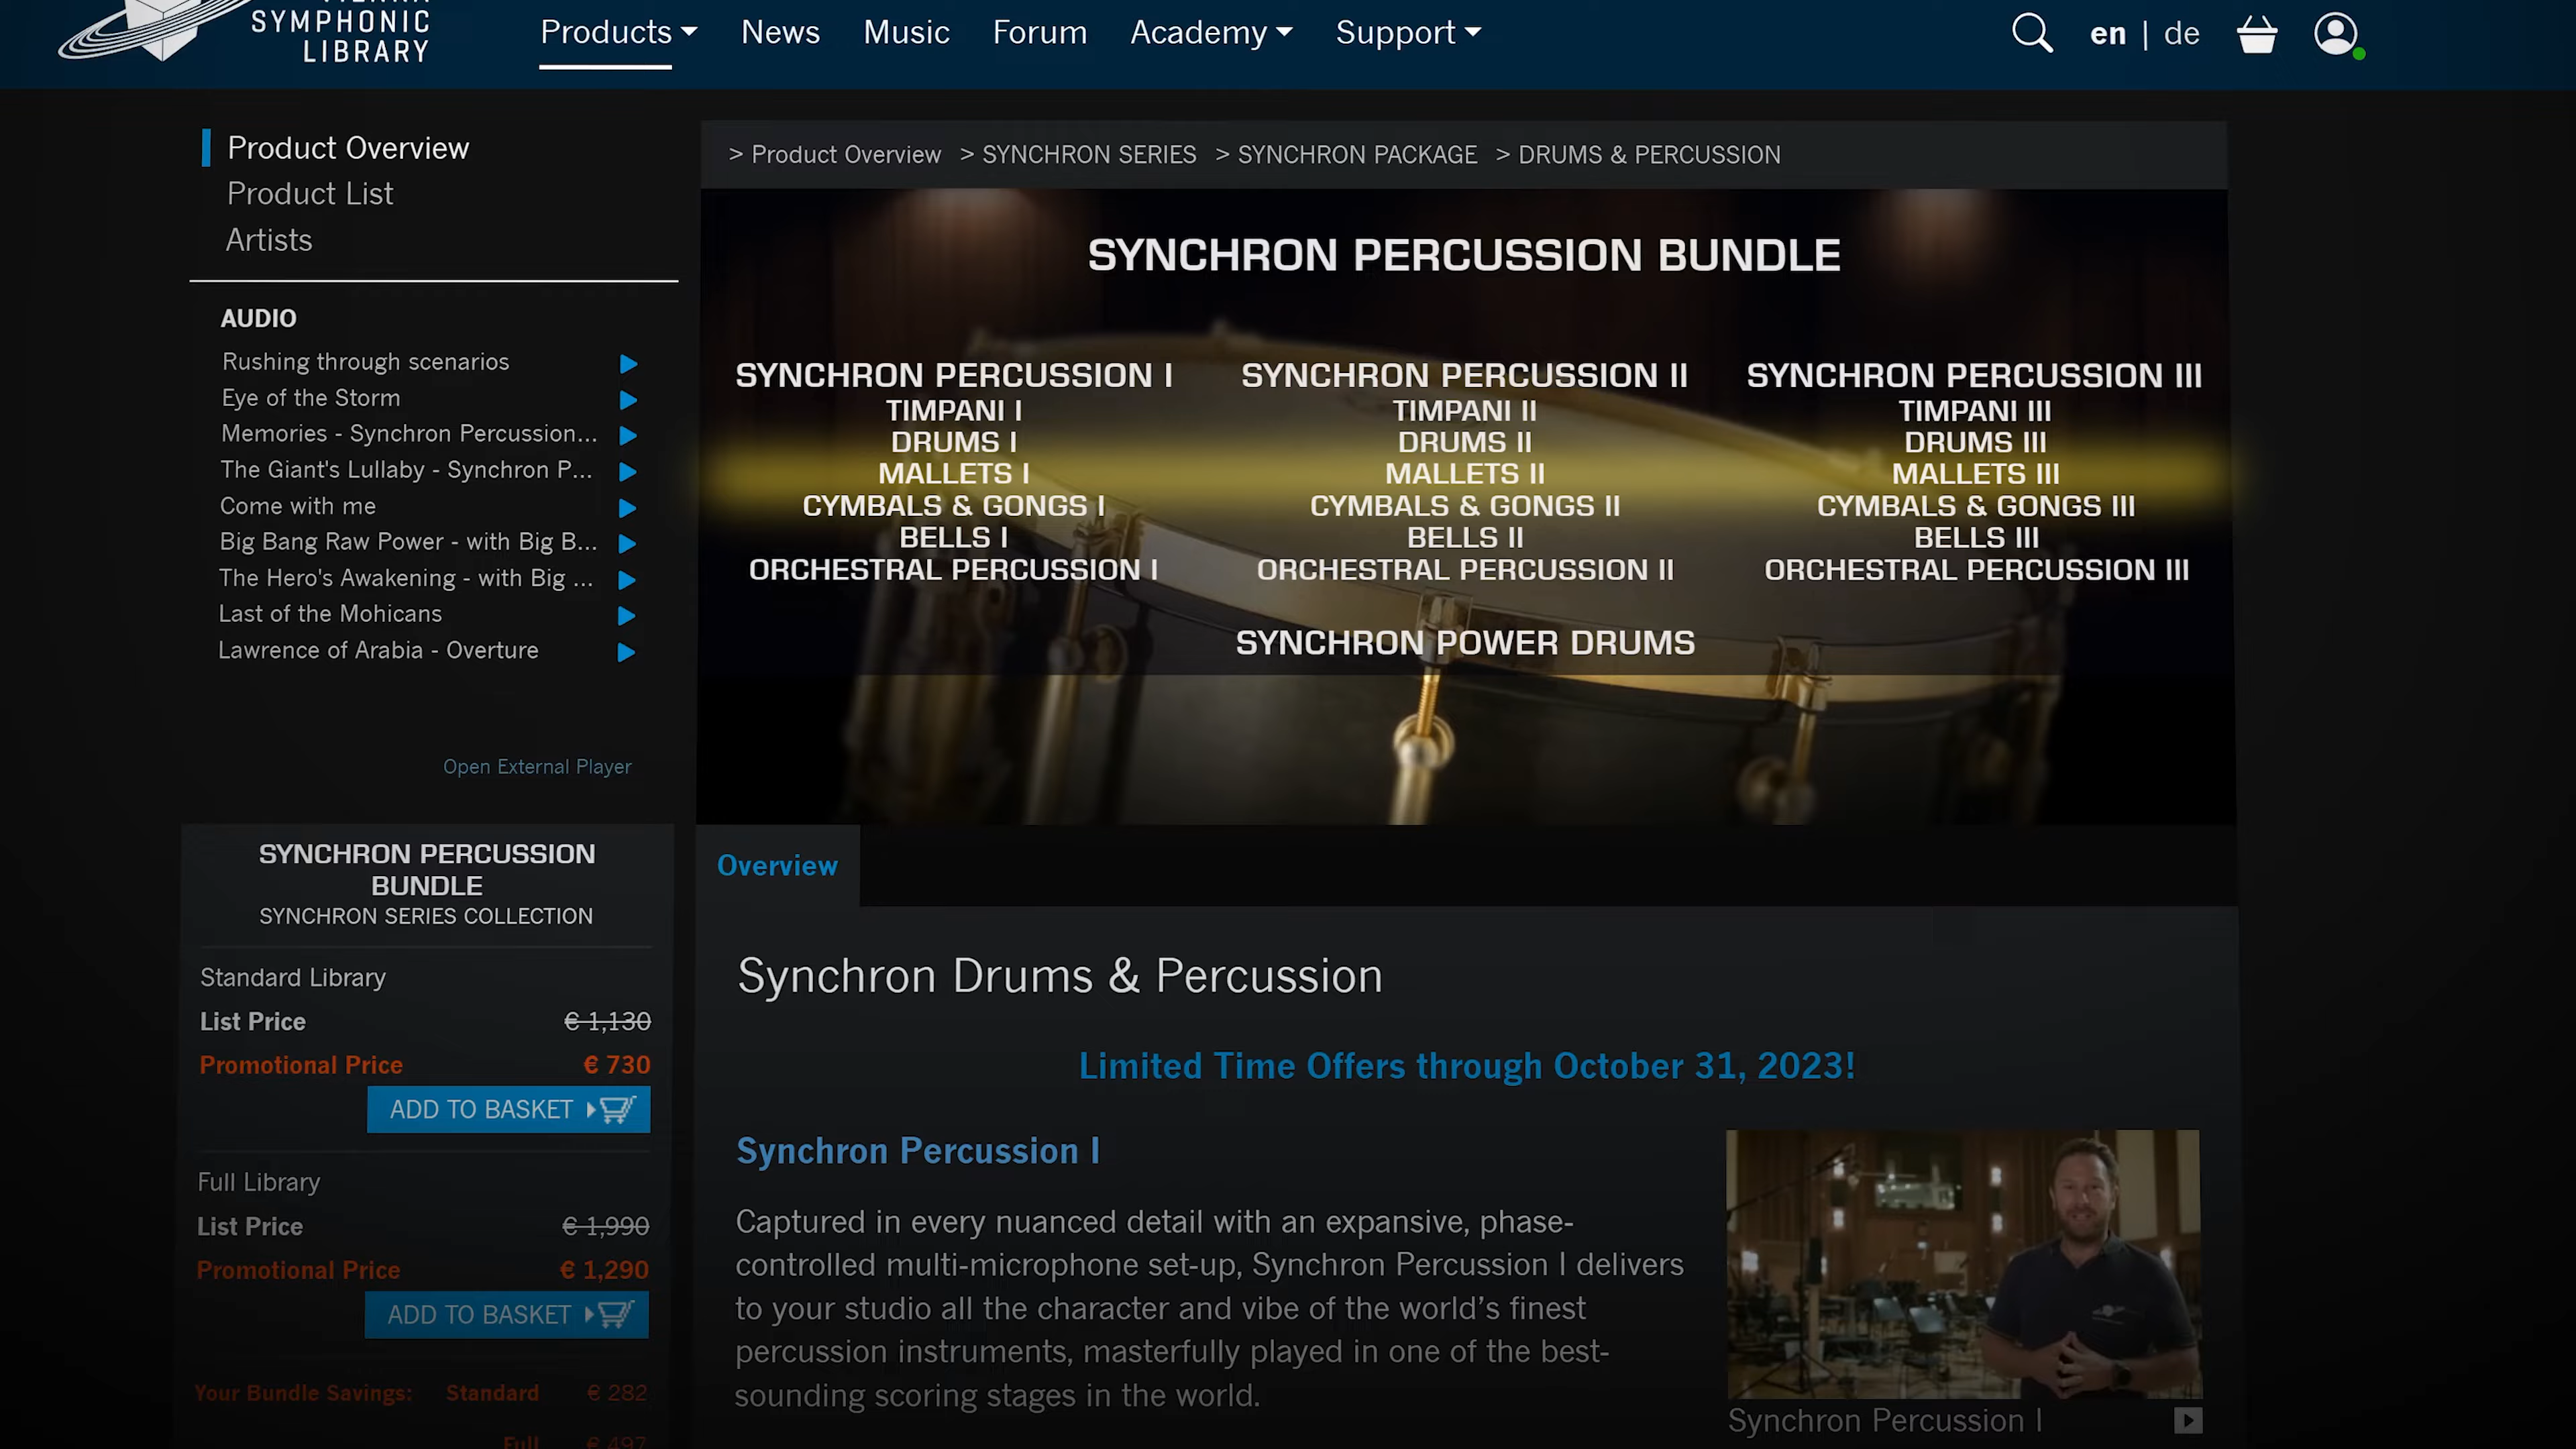 SYMPHONIC
LIBRARY
Products
News
Music
Forum
Academy
Support
en | de
Product Overview
Product List
Artists
AUDIO
Rushing through scenarios
Eye of the Storm
Memories - Synchron Percussion...
The Giant's Lullaby - Synchron P...
Come with me
Big Bang Raw Power - with Big B...
The Hero's Awakening - with Big ...
Last of the Mohicans
Lawrence of Arabia - Overture
Open External Player
SYNCHRON PERCUSSION
BUNDLE
SYNCHRON SERIES COLLECTION
Standard Library
List Price € 1,130
Promotional Price € 730
ADD TO BASKET
Full Library
List Price € 1,990
Promotional Price € 1,290
ADD TO BASKET
Your Bundle Savings: Standard € 282
Full € 497
> Product Overview > SYNCHRON SERIES > SYNCHRON PACKAGE > DRUMS & PERCUSSION
SYNCHRON PERCUSSION BUNDLE
SYNCHRON PERCUSSION I
TIMPANI I
DRUMS I
MALLETS I
CYMBALS & GONGS I
BELLS I
ORCHESTRAL PERCUSSION I
SYNCHRON PERCUSSION II
TIMPANI II
DRUMS II
MALLETS II
CYMBALS & GONGS II
BELLS II
ORCHESTRAL PERCUSSION II
SYNCHRON PERCUSSION III
TIMPANI III
DRUMS III
MALLETS III
CYMBALS & GONGS III
BELLS III
ORCHESTRAL PERCUSSION III
SYNCHRON POWER DRUMS
Overview
Synchron Drums & Percussion
Limited Time Offers through October 31, 2023!
Synchron Percussion I
Captured in every nuanced detail with an expansive, phase-
controlled multi-microphone set-up, Synchron Percussion I delivers
to your studio all the character and vibe of the world's finest
percussion instruments, masterfully played in one of the best-
sounding scoring stages in the world.
Synchron Percussion I